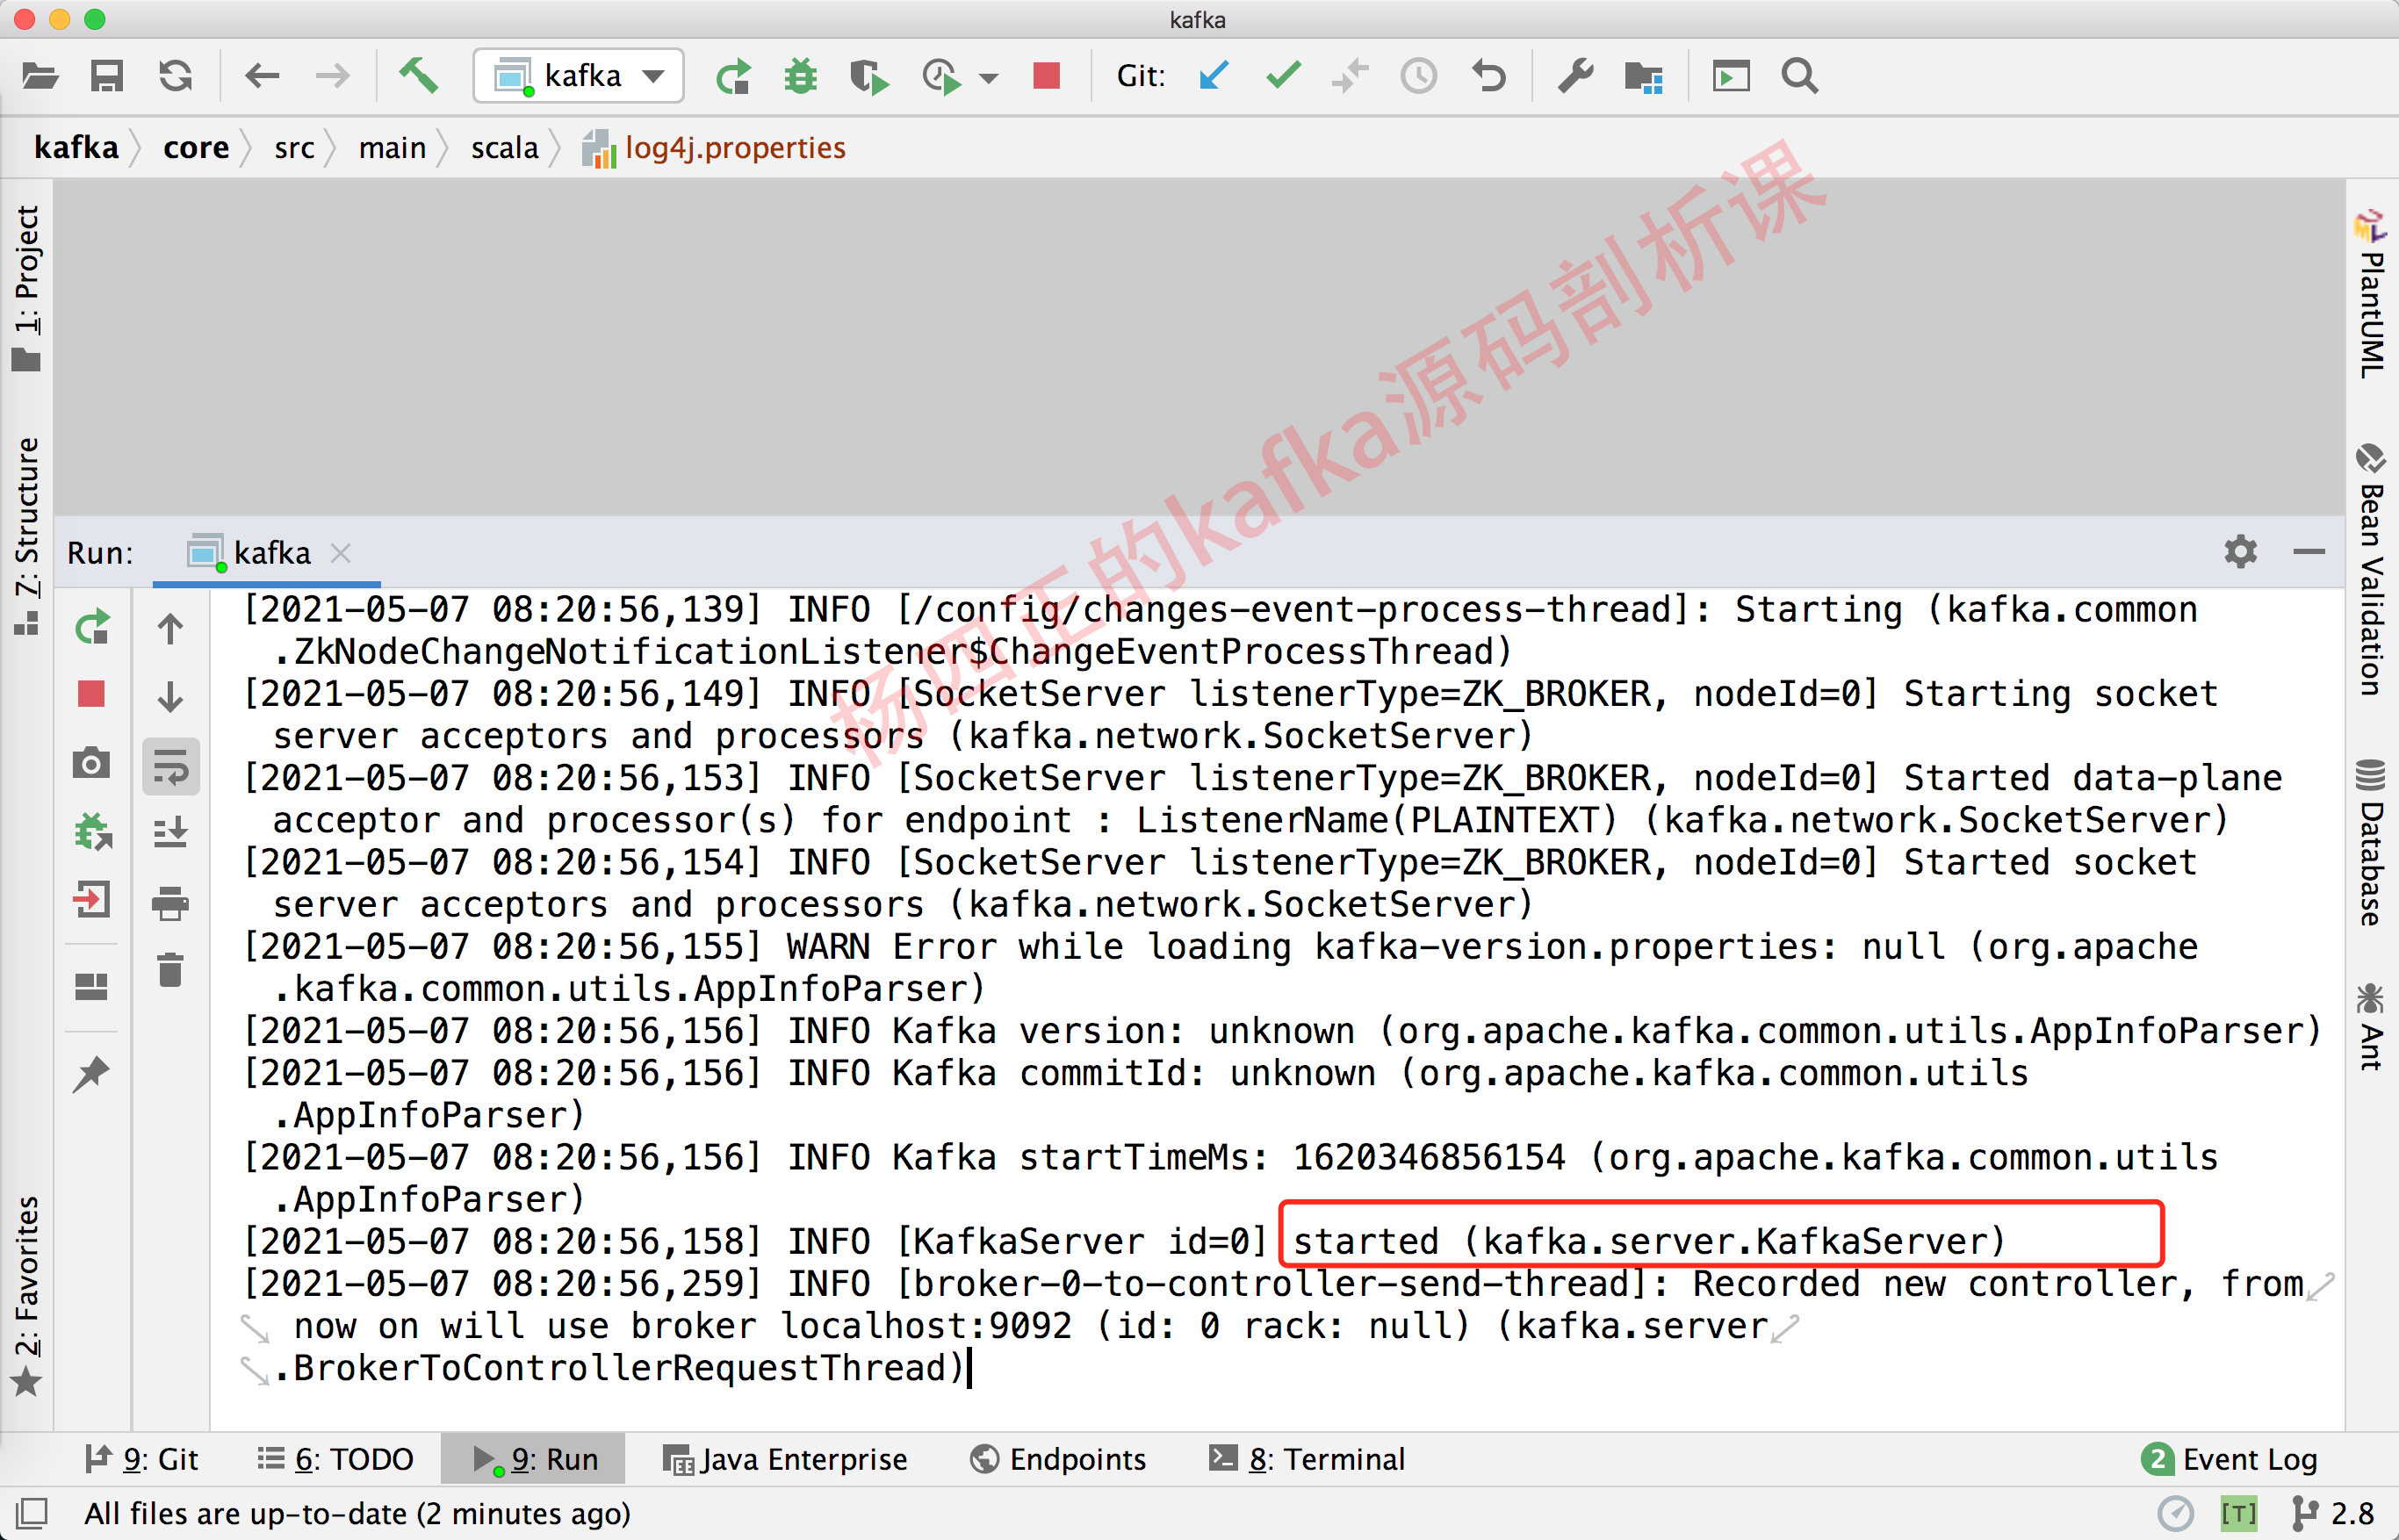 kafka
kafka
Git:
kafka core src main scala log4j.properties
杨四正的kafka源码剖析课
1: Project
7: Structure
2: Favorites
PlantUML
Bean Validation
Database
Ant
Run: kafka
[2021-05-07 08:20:56,139] INFO [/config/changes-event-process-thread]: Starting (kafka.common
.ZkNodeChangeNotificationListener$ChangeEventProcessThread)
[2021-05-07 08:20:56,149] INFO [SocketServer listenerType=ZK_BROKER, nodeId=0] Starting socket
server acceptors and processors (kafka.network.SocketServer)
[2021-05-07 08:20:56,153] INFO [SocketServer listenerType=ZK_BROKER, nodeId=0] Started data-plane
acceptor and processor(s) for endpoint : ListenerName(PLAINTEXT) (kafka.network.SocketServer)
[2021-05-07 08:20:56,154] INFO [SocketServer listenerType=ZK_BROKER, nodeId=0] Started socket
server acceptors and processors (kafka.network.SocketServer)
[2021-05-07 08:20:56,155] WARN Error while loading kafka-version.properties: null (org.apache
.kafka.common.utils.AppInfoParser)
[2021-05-07 08:20:56,156] INFO Kafka version: unknown (org.apache.kafka.common.utils.AppInfoParser)
[2021-05-07 08:20:56,156] INFO Kafka commitId: unknown (org.apache.kafka.common.utils
.AppInfoParser)
[2021-05-07 08:20:56,156] INFO Kafka startTimeMs: 1620346856154 (org.apache.kafka.common.utils
.AppInfoParser)
[2021-05-07 08:20:56,158] INFO [KafkaServer id=0] started (kafka.server.KafkaServer)
[2021-05-07 08:20:56,259] INFO [broker-0-to-controller-send-thread]: Recorded new controller, from
now on will use broker localhost:9092 (id: 0 rack: null) (kafka.server
.BrokerToControllerRequestThread)
9: Git 6: TODO 9: Run Java Enterprise Endpoints 8: Terminal 2 Event Log
All files are up-to-date (2 minutes ago) [T] 2.8